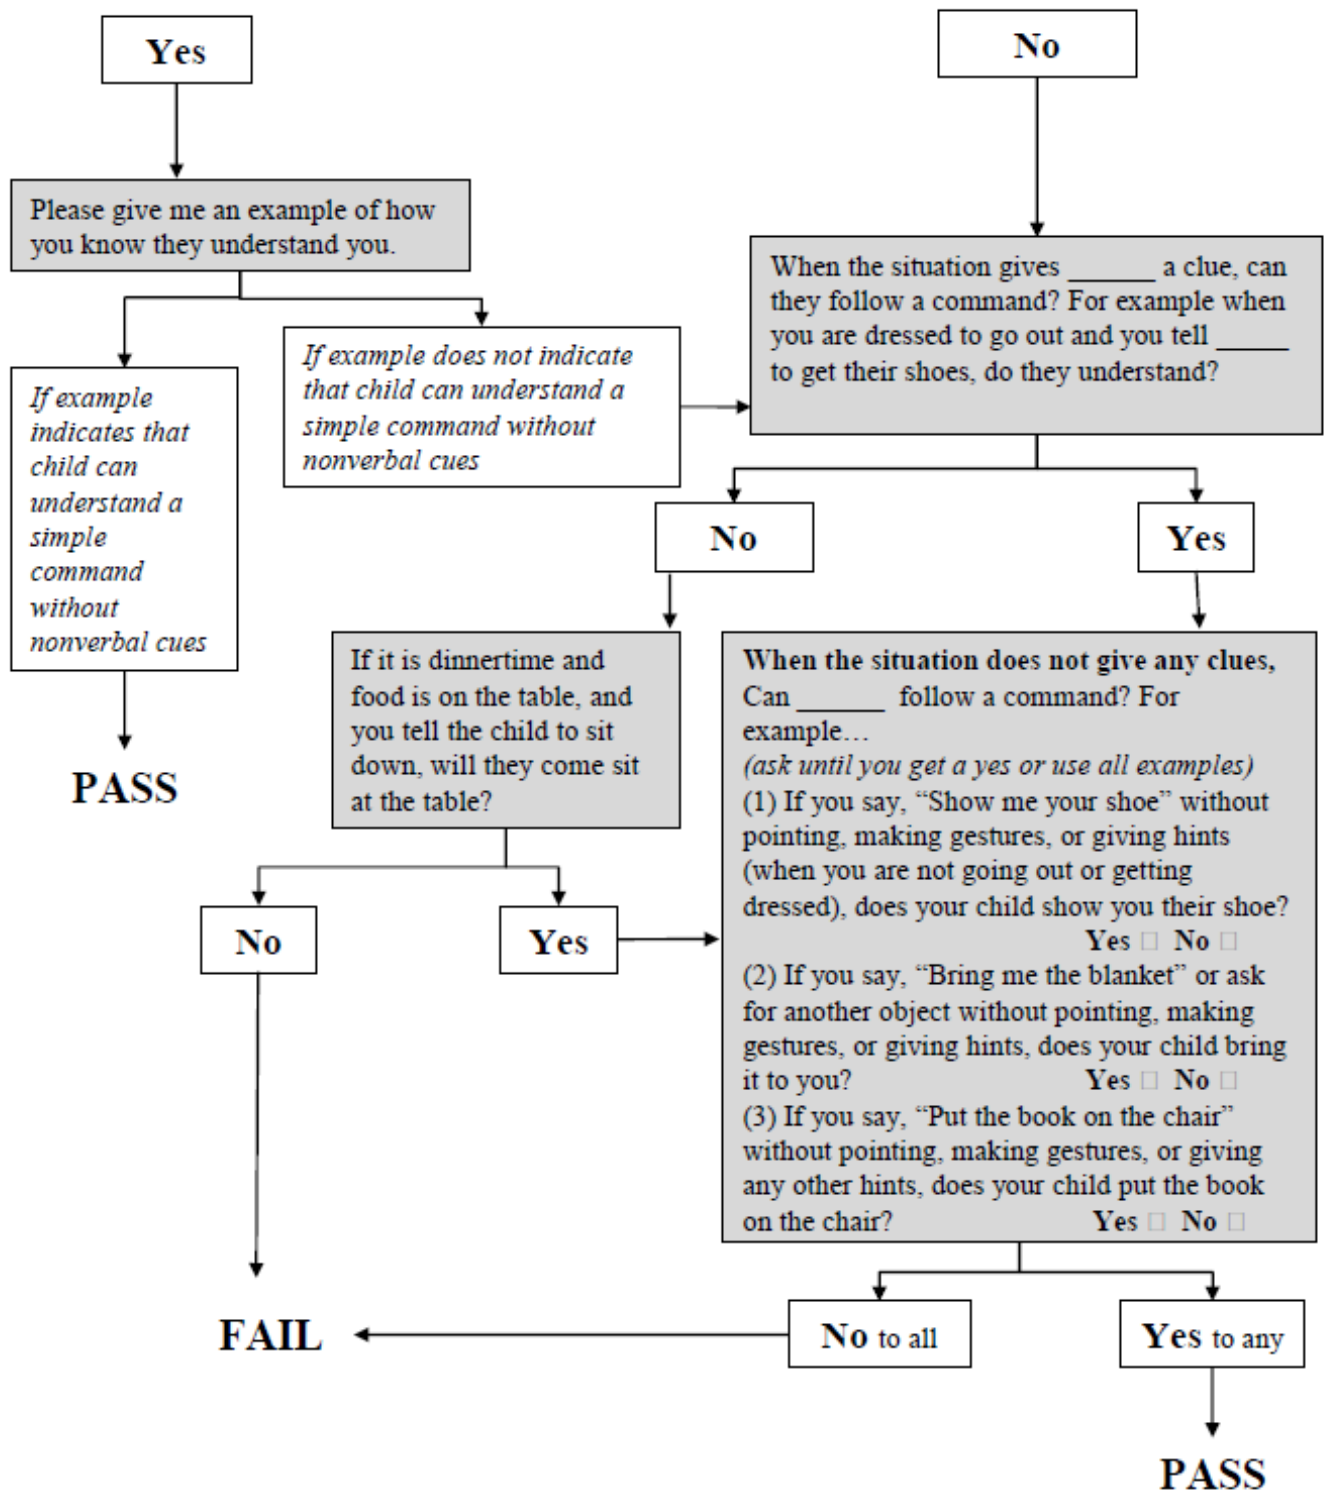 Yes
No
Please give me an example of how
you know they understand you.
When the situation gives ______ a clue, can
they follow a command? For example when
you are dressed to go out and you tell _____
to get their shoes, do they understand?
If example does not indicate
that child can understand a
simple command without
nonverbal cues
If example
indicates that
child can
understand a
simple
command
without
nonverbal cues
No
Yes
If it is dinnertime and
food is on the table, and
you tell the child to sit
down, will they come sit
at the table?
When the situation does not give any clues,
Can ______ follow a command? For
example…
(ask until you get a yes or use all examples)
(1) If you say, “Show me your shoe” without
pointing, making gestures, or giving hints
(when you are not going out or getting
dressed), does your child show you their shoe?
Yes □ No □
(2) If you say, “Bring me the blanket” or ask
for another object without pointing, making
gestures, or giving hints, does your child bring
it to you? Yes □ No □
(3) If you say, “Put the book on the chair”
without pointing, making gestures, or giving
any other hints, does your child put the book
on the chair? Yes □ No □
PASS
No
Yes
FAIL
No to all
Yes to any
PASS